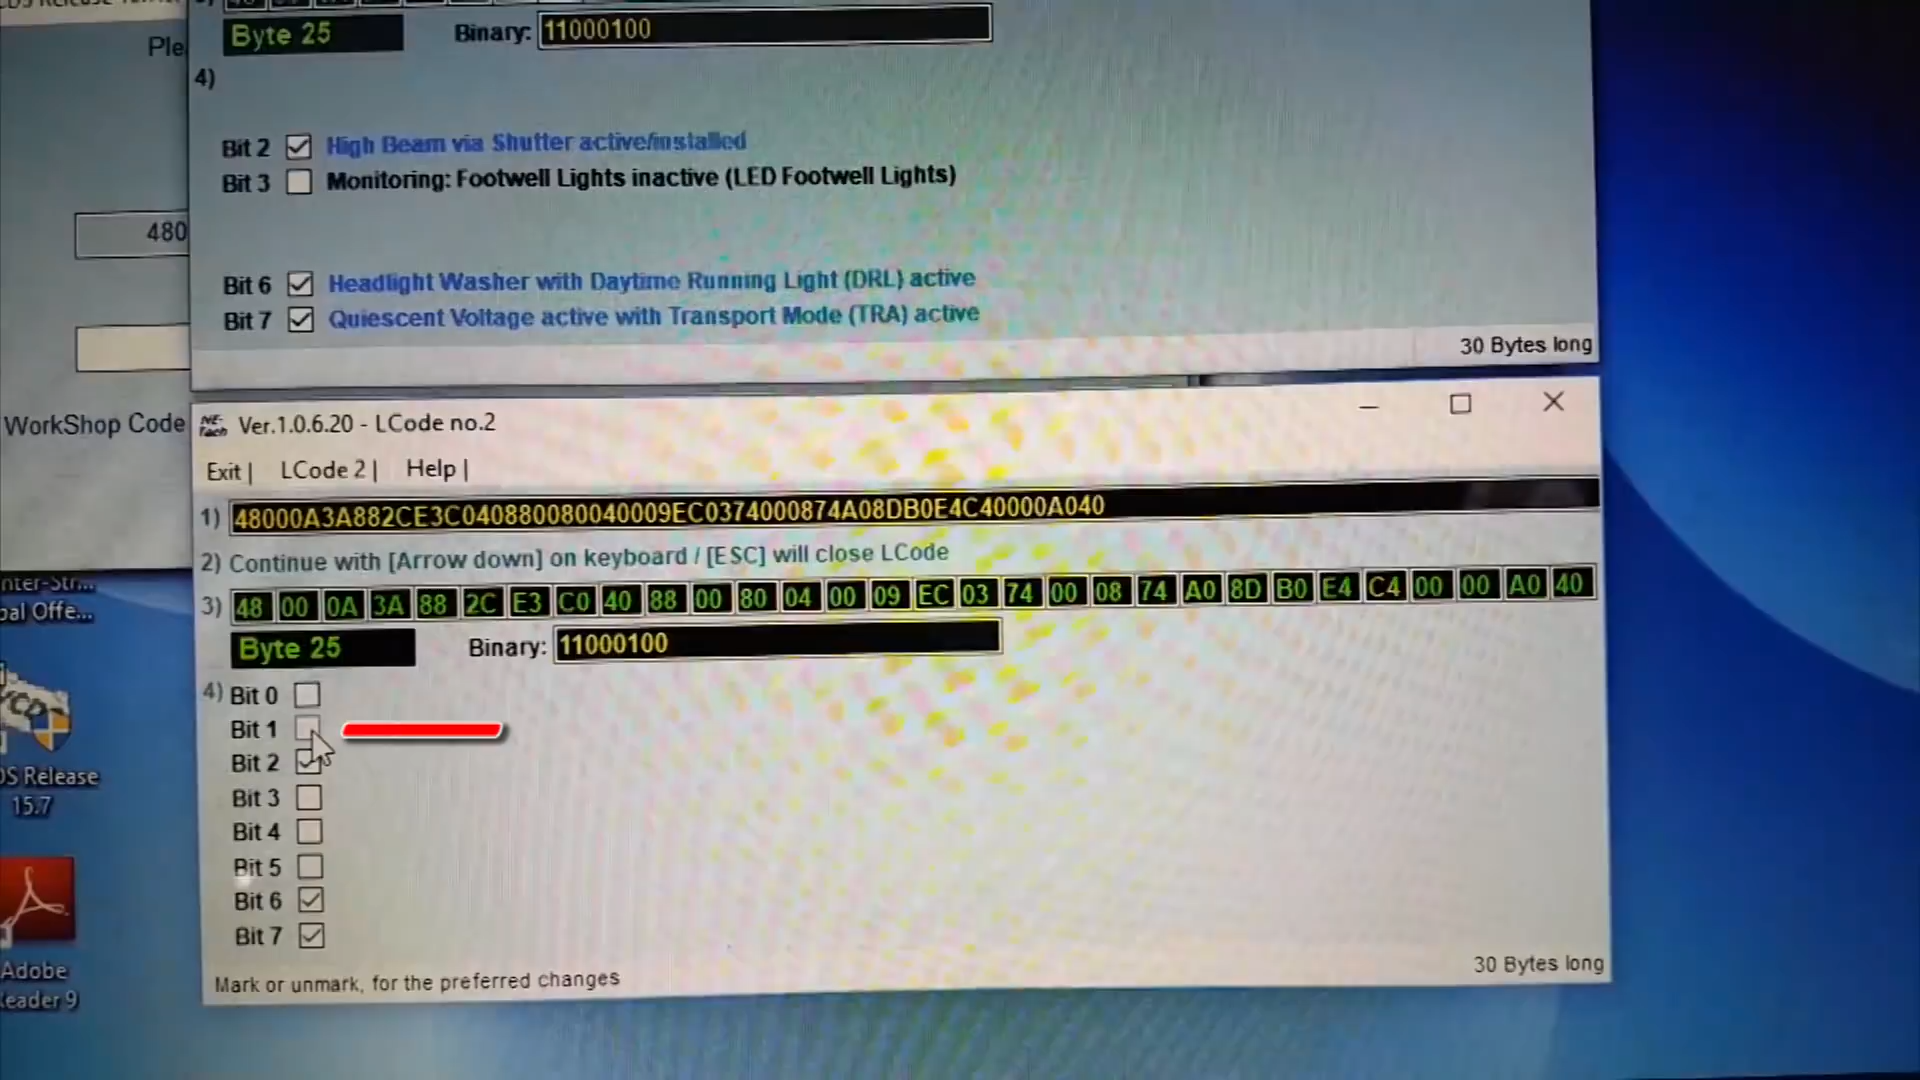 Byte 25 Binary: 11000100
4)
Bit 2 High Beam via Shutter active/installed
Bit 3 Monitoring: Footwell Lights inactive (LED Footwell Lights)
Bit 6 Headlight Washer with Daytime Running Light (DRL) active
Bit 7 Quiescent Voltage active with Transport Mode (TRA) active
30 Bytes long
Ple
480
WorkShop Code
Ver.1.0.6.20 - LCode no.2
Exit | LCode 2 | Help |
1) 48000A3A882CE3C040880080040009EC0374000874A08DB0E4C40000A040
2) Continue with [Arrow down] on keyboard / [ESC] will close LCode
3) 48 00 0A 3A 88 2C E3 C0 40 88 00 80 04 00 09 EC 03 74 00 08 74 A0 8D B0 E4 C4 00 00 A0 40
Byte 25 Binary: 11000100
4) Bit 0
Bit 1
Bit 2
Bit 3
Bit 4
Bit 5
Bit 6
Bit 7
Mark or unmark, for the preferred changes
30 Bytes long
nter-Stri...
bal Offe...
DS Release
15.7
Adobe
eader 9